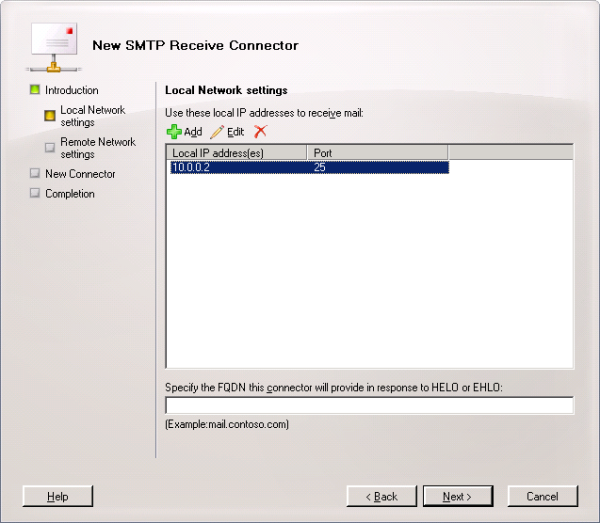 New SMTP Receive Connector
Introduction
Local Network
settings
Remote Network
settings
New Connector
Completion
Local Network settings
Use these local IP addresses to receive mail:
Add Edit
Local IP address(es) Port
10.0.0.2 25
Specify the FQDN this connector will provide in response to HELO or EHLO:
(Example:mail.contoso.com)
Help < Back Next > Cancel